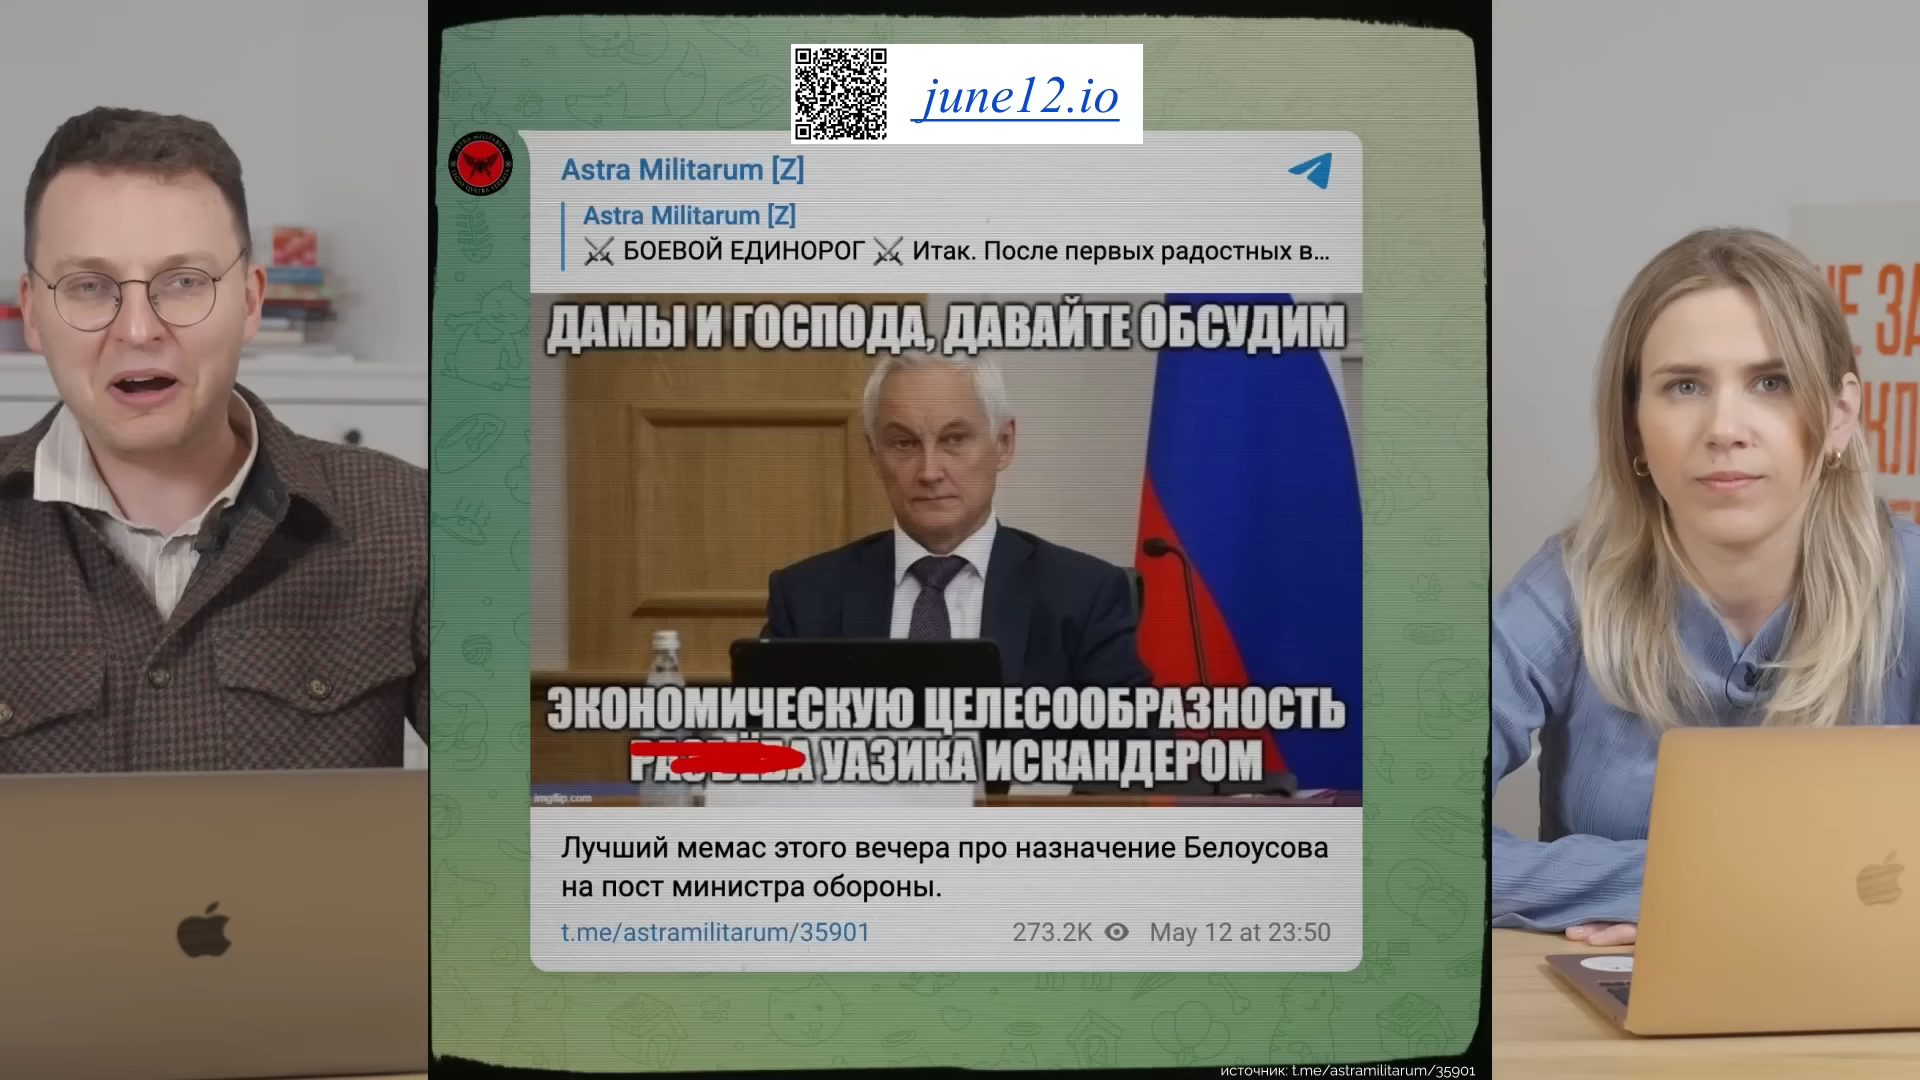 june12.io
Astra Militarum [Z]
Astra Militarum [Z]
⚔ БОЕВОЙ ЕДИНОРОГ ⚔ Итак. После первых радостных в...
ДАМЫ И ГОСПОДА, ДАВАЙТЕ ОБСУДИМ
ЭКОНОМИЧЕСКУЮ ЦЕЛЕСООБРАЗНОСТЬ
УАЗИКА ИСКАНДЕРОМ
imgflip.com
Лучший мемас этого вечера про назначение Белоусова
на пост министра обороны.
t.me/astramilitarum/35901 273.2K May 12 at 23:50
источник: t.me/astramilitarum/35901